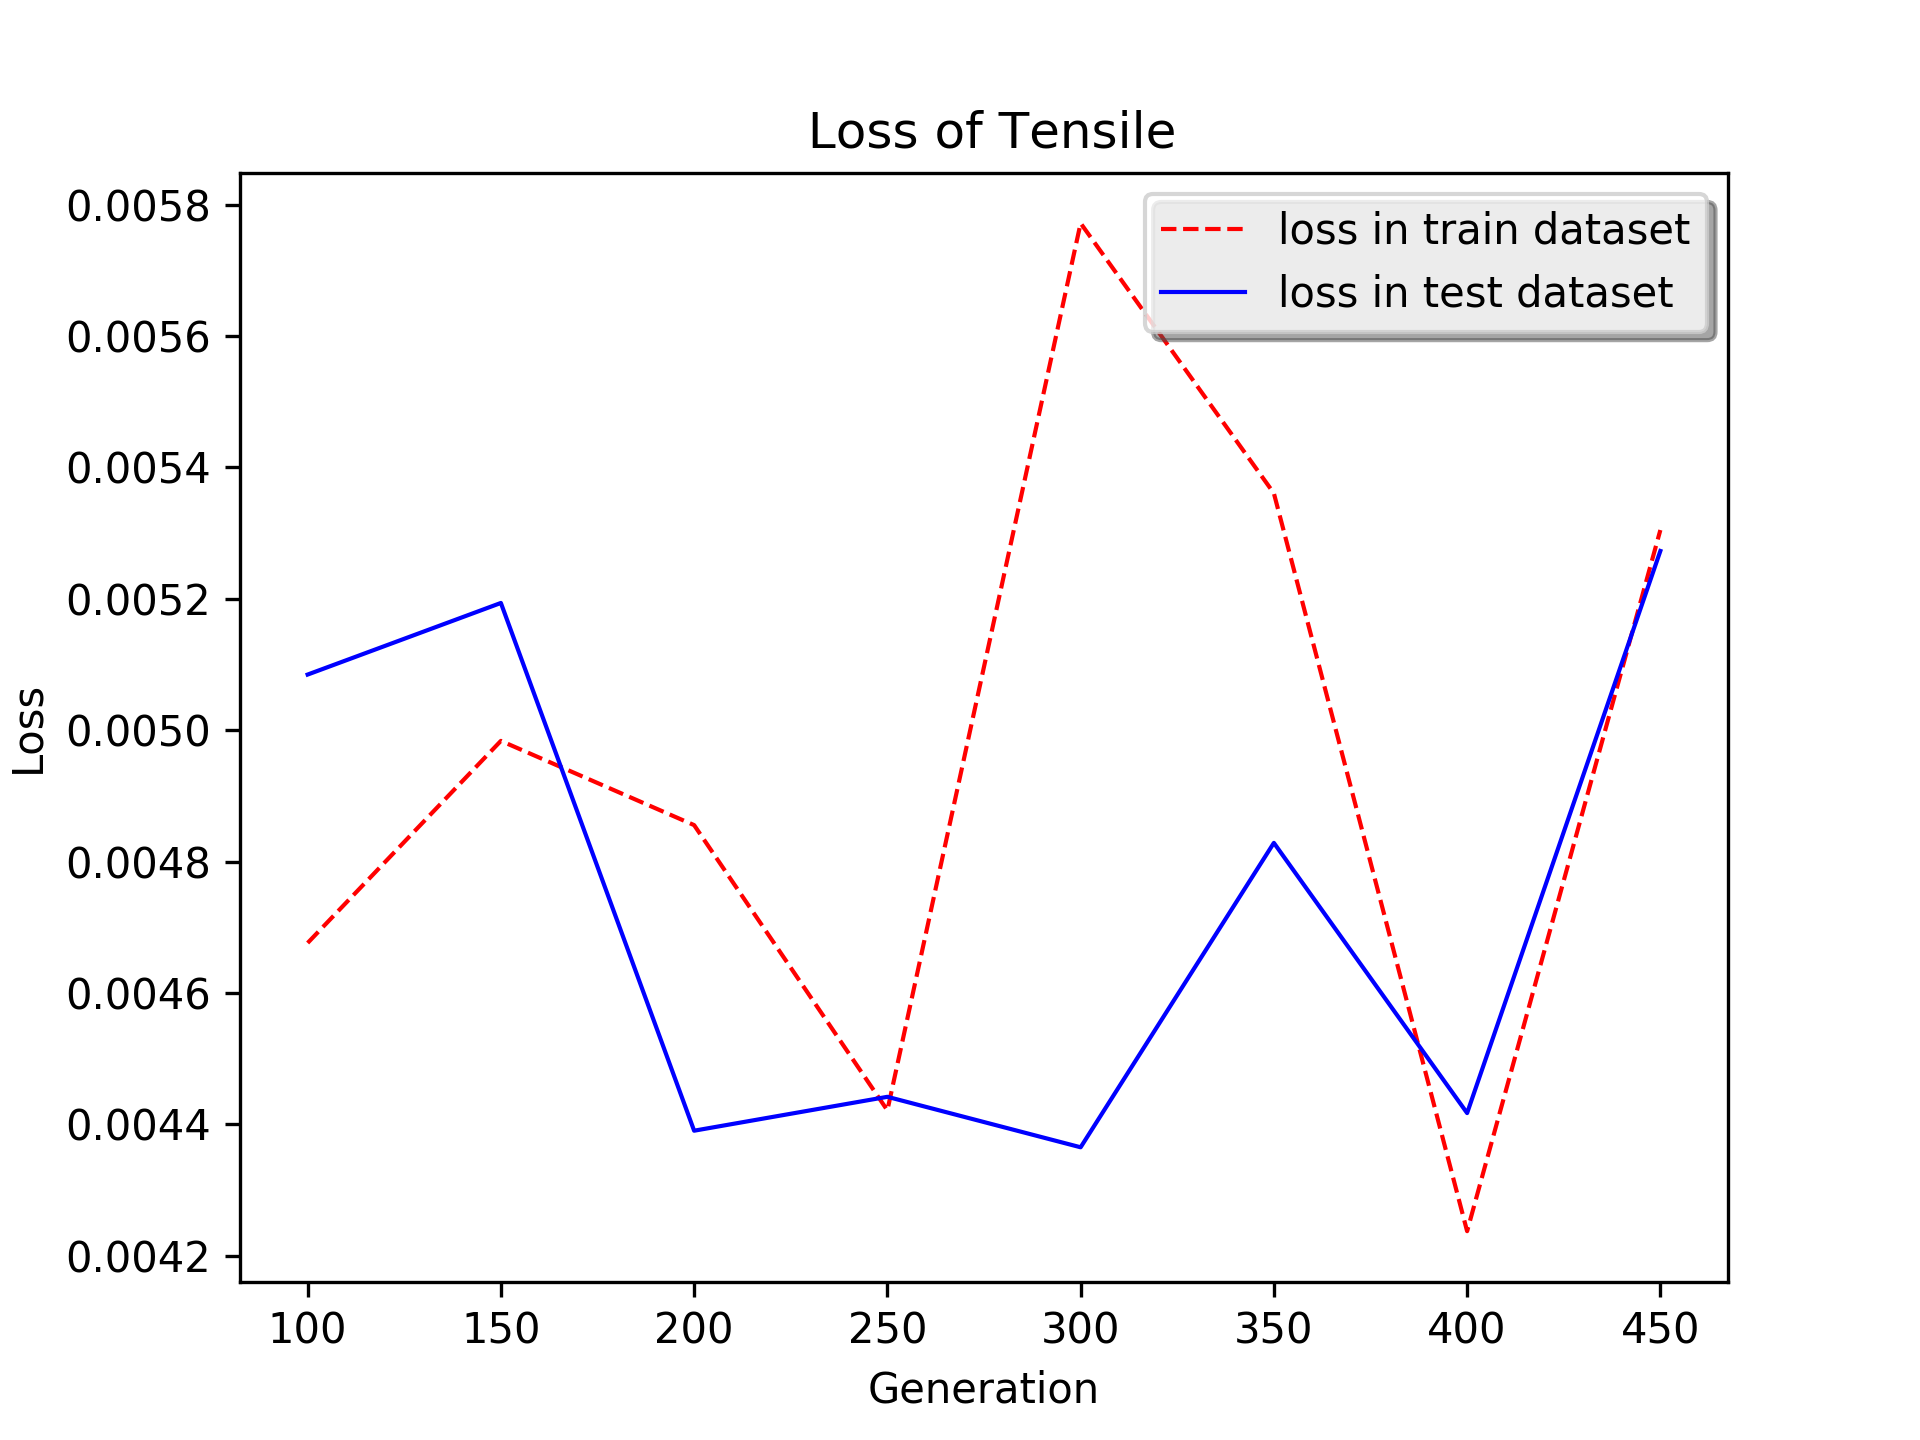 Loss of Tensile
loss in train dataset
loss in test dataset
0.0058
0.0056
0.0054
0.0052
0.0050
0.0048
0.0046
0.0044
0.0042
Loss
100 150 200 250 300 350 400 450
Generation